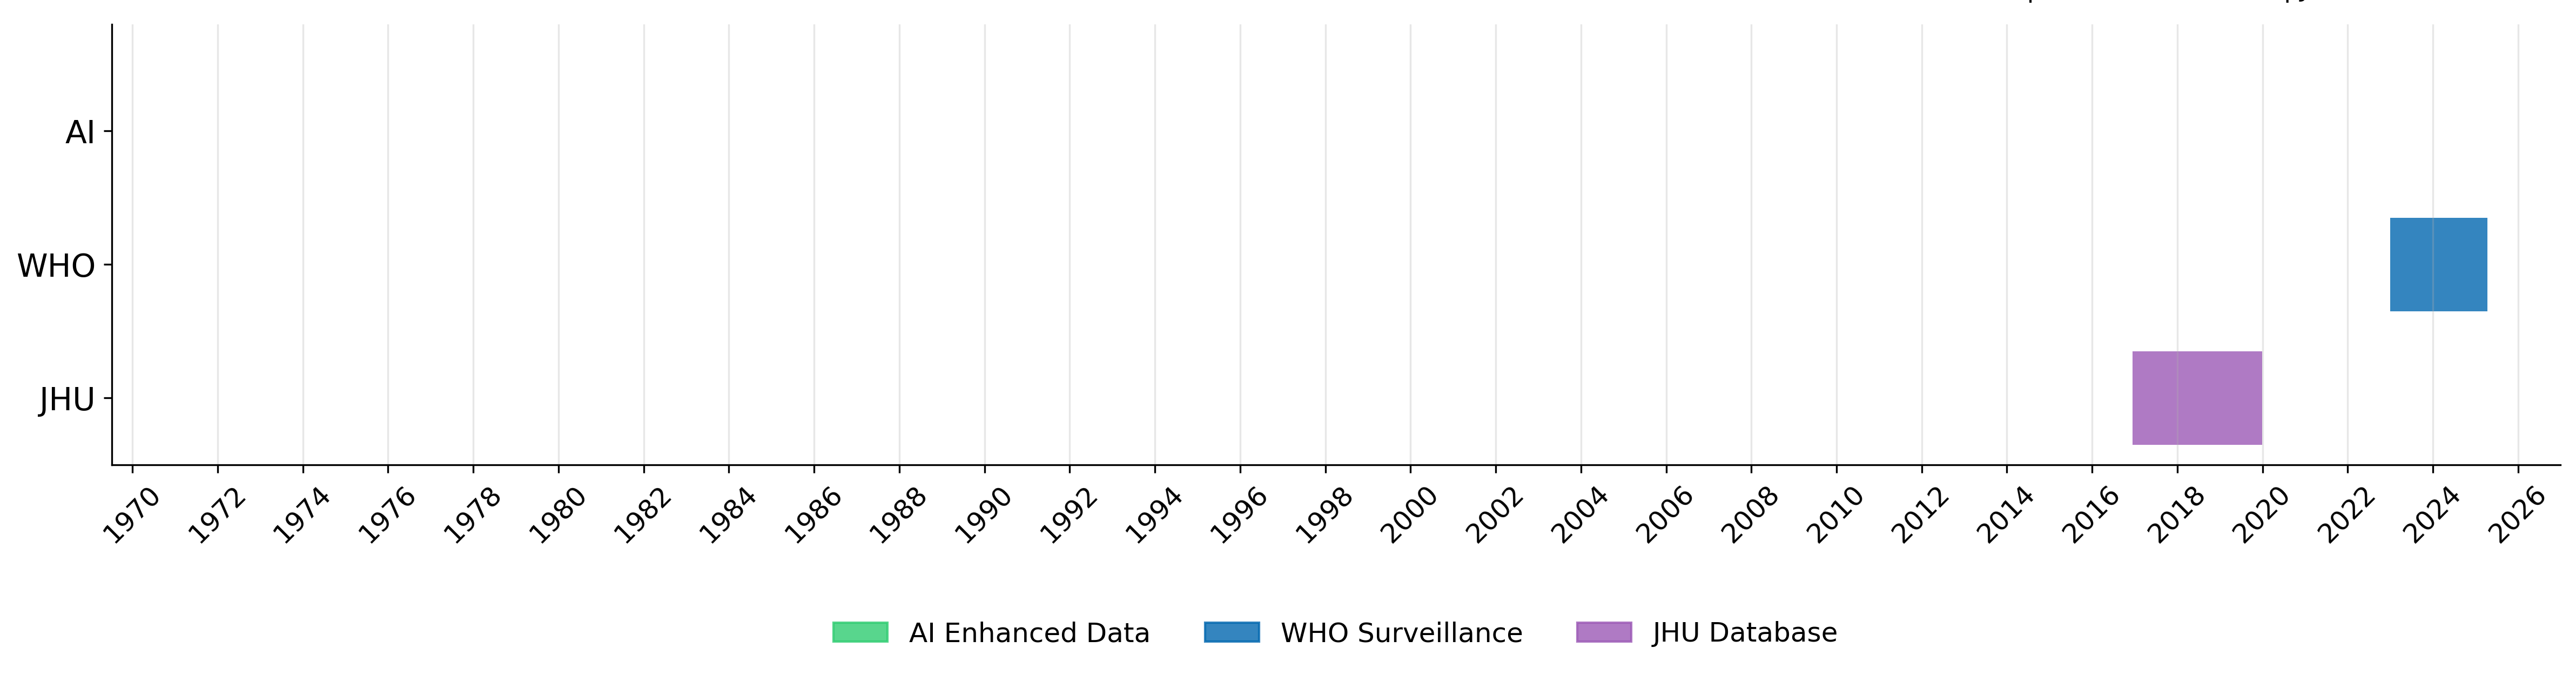 AI
WHO
JHU
1970 1972 1974 1976 1978 1980 1982 1984 1986 1988 1990 1992 1994 1996 1998 2000 2002 2004 2006 2008 2010 2012 2014 2016 2018 2020 2022 2024 2026
AI Enhanced Data WHO Surveillance JHU Database